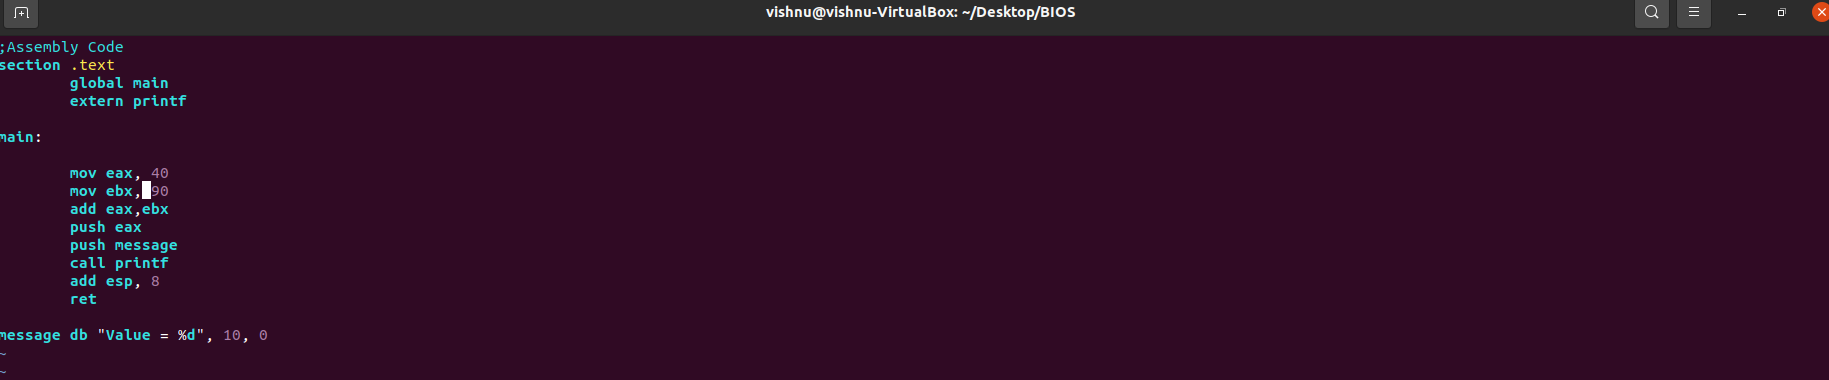 vishnu@vishnu-VirtualBox: ~/Desktop/BIOS
;Assembly Code
section .text
        global main
        extern printf

main:

        mov eax, 40
        mov ebx, 90
        add eax,ebx
        push eax
        push message
        call printf
        add esp, 8
        ret

message db "Value = %d", 10, 0
~
~